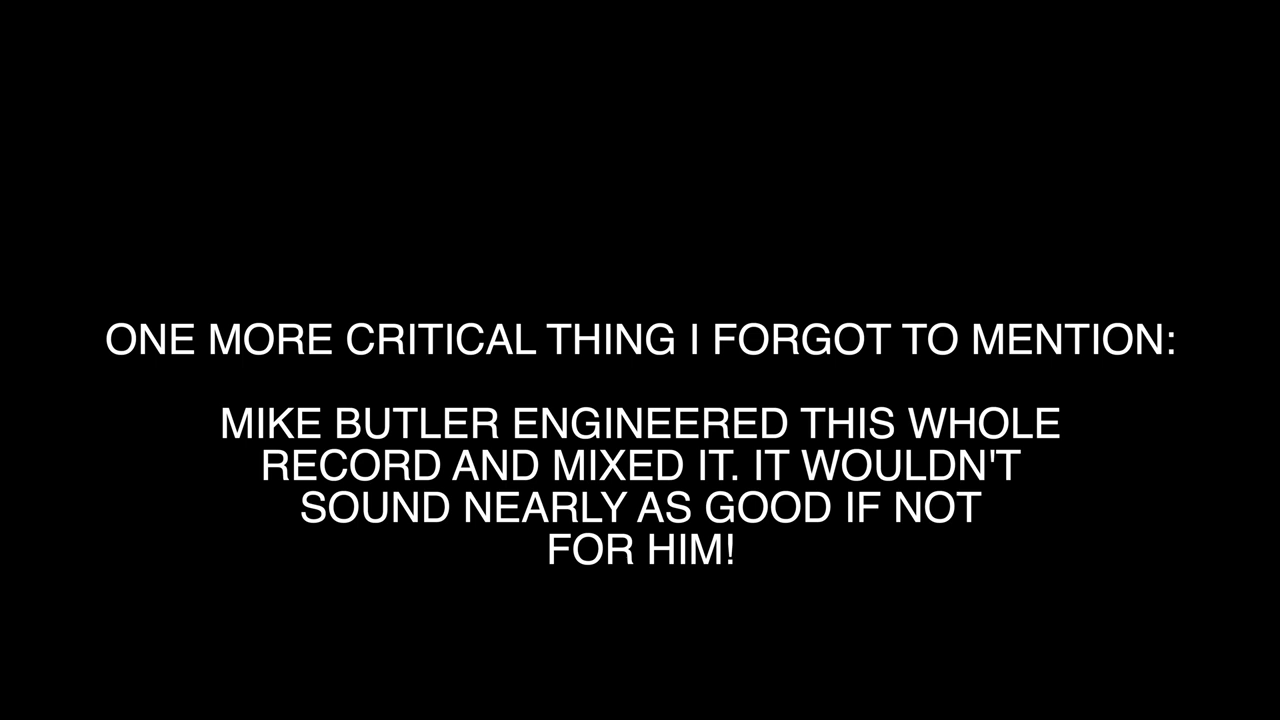 ONE MORE CRITICAL THING I FORGOT TO MENTION:
MIKE BUTLER ENGINEERED THIS WHOLE
RECORD AND MIXED IT. IT WOULDN'T
SOUND NEARLY AS GOOD IF NOT
FOR HIM!